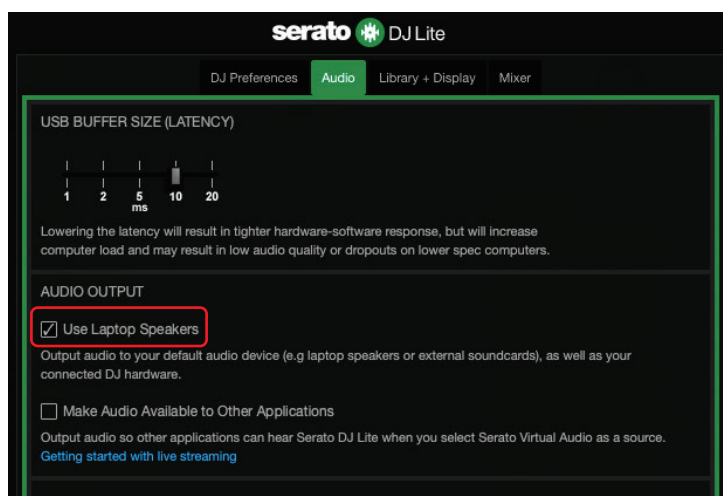 serato DJ Lite
DJ Preferences Audio Library + Display Mixer
USB BUFFER SIZE (LATENCY)
1 2 5 10 20
ms
Lowering the latency will result in tighter hardware-software response, but will increase
computer load and may result in low audio quality or dropouts on lower spec computers.
AUDIO OUTPUT
Use Laptop Speakers
Output audio to your default audio device (e.g laptop speakers or external soundcards), as well as your
connected DJ hardware.
Make Audio Available to Other Applications
Output audio so other applications can hear Serato DJ Lite when you select Serato Virtual Audio as a source.
Getting started with live streaming